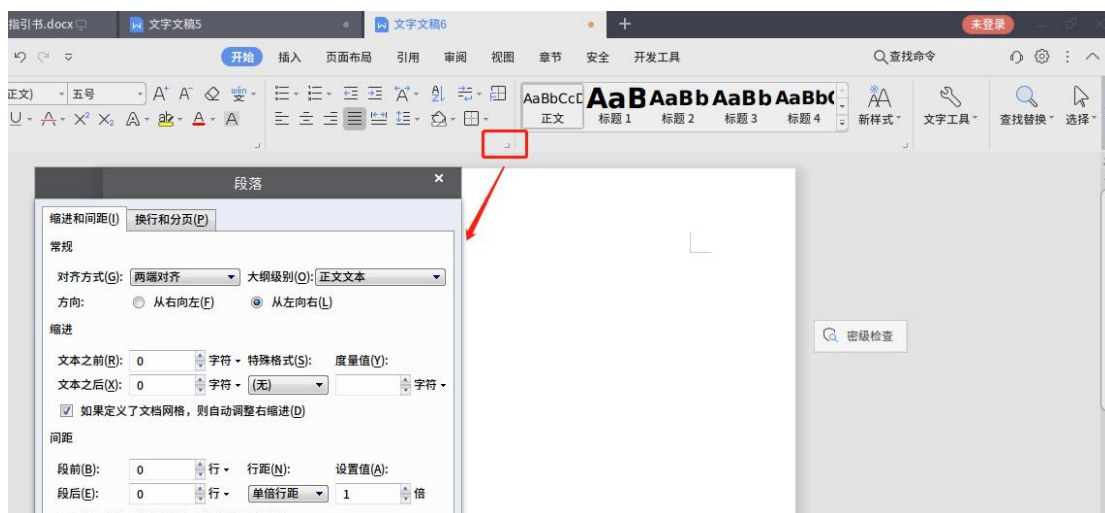 指引书.docx 文字文稿5 文字文稿6 + 未登录
开始 插入 页面布局 引用 审阅 视图 章节 安全 开发工具 查找命令
正文) 五号 A+ A- wén AaBbCcD AaB AaBb AaBb AaBb( 新样式 文字工具 查找替换 选择
U A X² X₂ A ab A A 正文 标题 1 标题 2 标题 3 标题 4
段落 ×
缩进和间距(I) 换行和分页(P)
常规
对齐方式(G): 两端对齐 大纲级别(O): 正文文本
方向: 从右向左(F) 从左向右(L)
缩进
密级检查
文本之前(R): 0 字符 特殊格式(S): 度量值(Y):
文本之后(X): 0 字符 (无) 字符
如果定义了文档网格，则自动调整右缩进(D)
间距
段前(B): 0 行 行距(N): 设置值(A):
段后(E): 0 行 单倍行距 1 倍